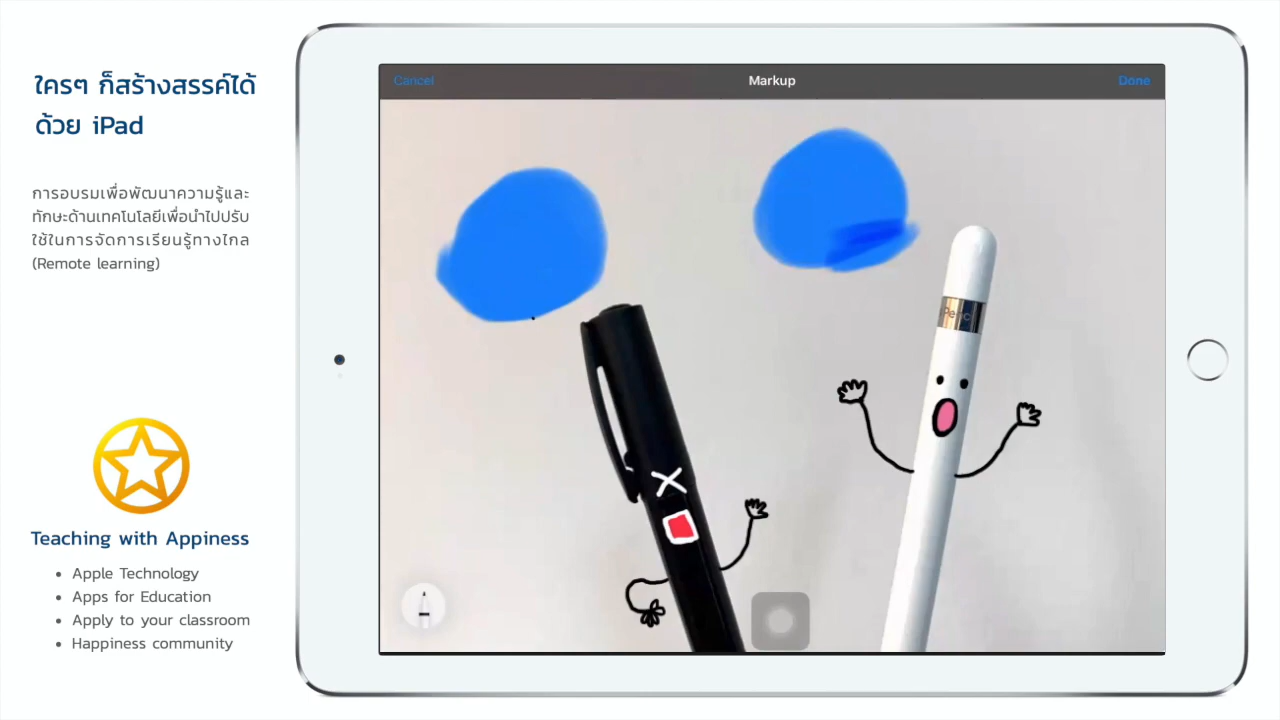 ใครๆ ก็สร้างสรรค์ได้
ด้วย iPad
การอบรมเพื่อพัฒนาความรู้และ
ทักษะด้านเทคโนโลยีเพื่อนำไปปรับ
ใช้ในการจัดการเรียนรู้ทางไกล
(Remote learning)
Teaching with Appiness
• Apple Technology
• Apps for Education
• Apply to your classroom
• Happiness community
Cancel
Markup
Done
Pencil